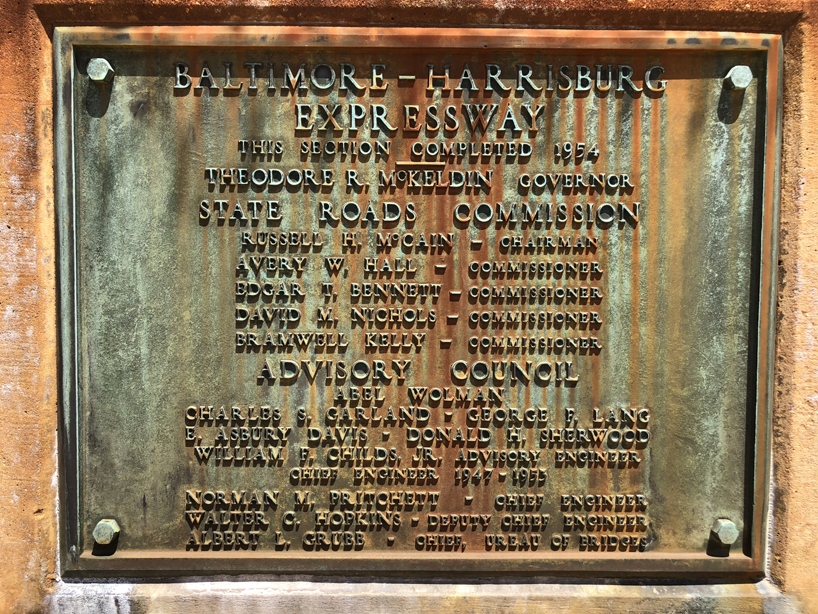 BALTIMORE – HARRISBURG
EXPRESSWAY
THIS SECTION COMPLETED 1954
THEODORE R. McKELDIN GOVERNOR
STATE ROADS COMMISSION
RUSSELL H. McCAIN – CHAIRMAN
AVERY W. HALL – COMMISSIONER
EDGAR T. BENNETT – COMMISSIONER
DAVID M. NICHOLS – COMMISSIONER
BRAMWELL KELLY – COMMISSIONER
ADVISORY COUNCIL
ABEL WOLMAN
CHARLES S. GARLAND - GEORGE F. LANG
E. ASBURY DAVIS - DONALD H. SHERWOOD
WILLIAM F. CHILDS, JR. ADVISORY ENGINEER
CHIEF ENGINEER 1947 - 1955
NORMAN M. PRITCHETT - CHIEF ENGINEER
WALTER C. HOPKINS - DEPUTY CHIEF ENGINEER
ALBERT L. GRUBB - CHIEF, UREAU OF BRIDGES